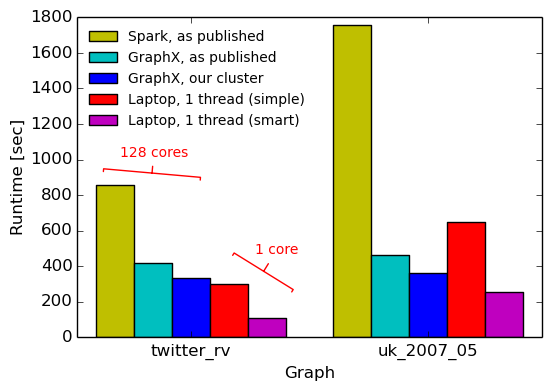 1800
1600
1400
1200
1000
800
600
400
200
0
Runtime [sec]
Spark, as published
GraphX, as published
GraphX, our cluster
Laptop, 1 thread (simple)
Laptop, 1 thread (smart)
128 cores
1 core
twitter_rv
uk_2007_05
Graph